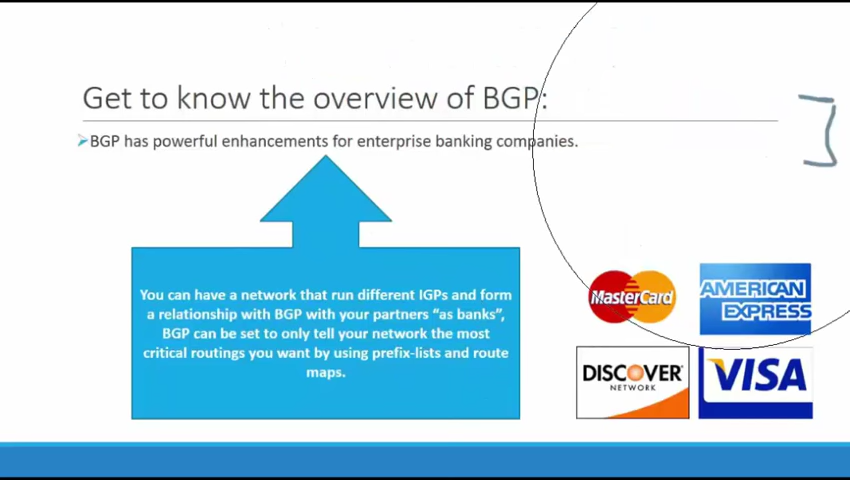 Get to know the overview of BGP:
BGP has powerful enhancements for enterprise banking companies.
You can have a network that run different IGPs and form
a relationship with BGP with your partners “as banks”,
BGP can be set to only tell your network the most
critical routings you want by using prefix-lists and route
maps.
MasterCard
AMERICAN
EXPRESS
DISCOVER
NETWORK
VISA